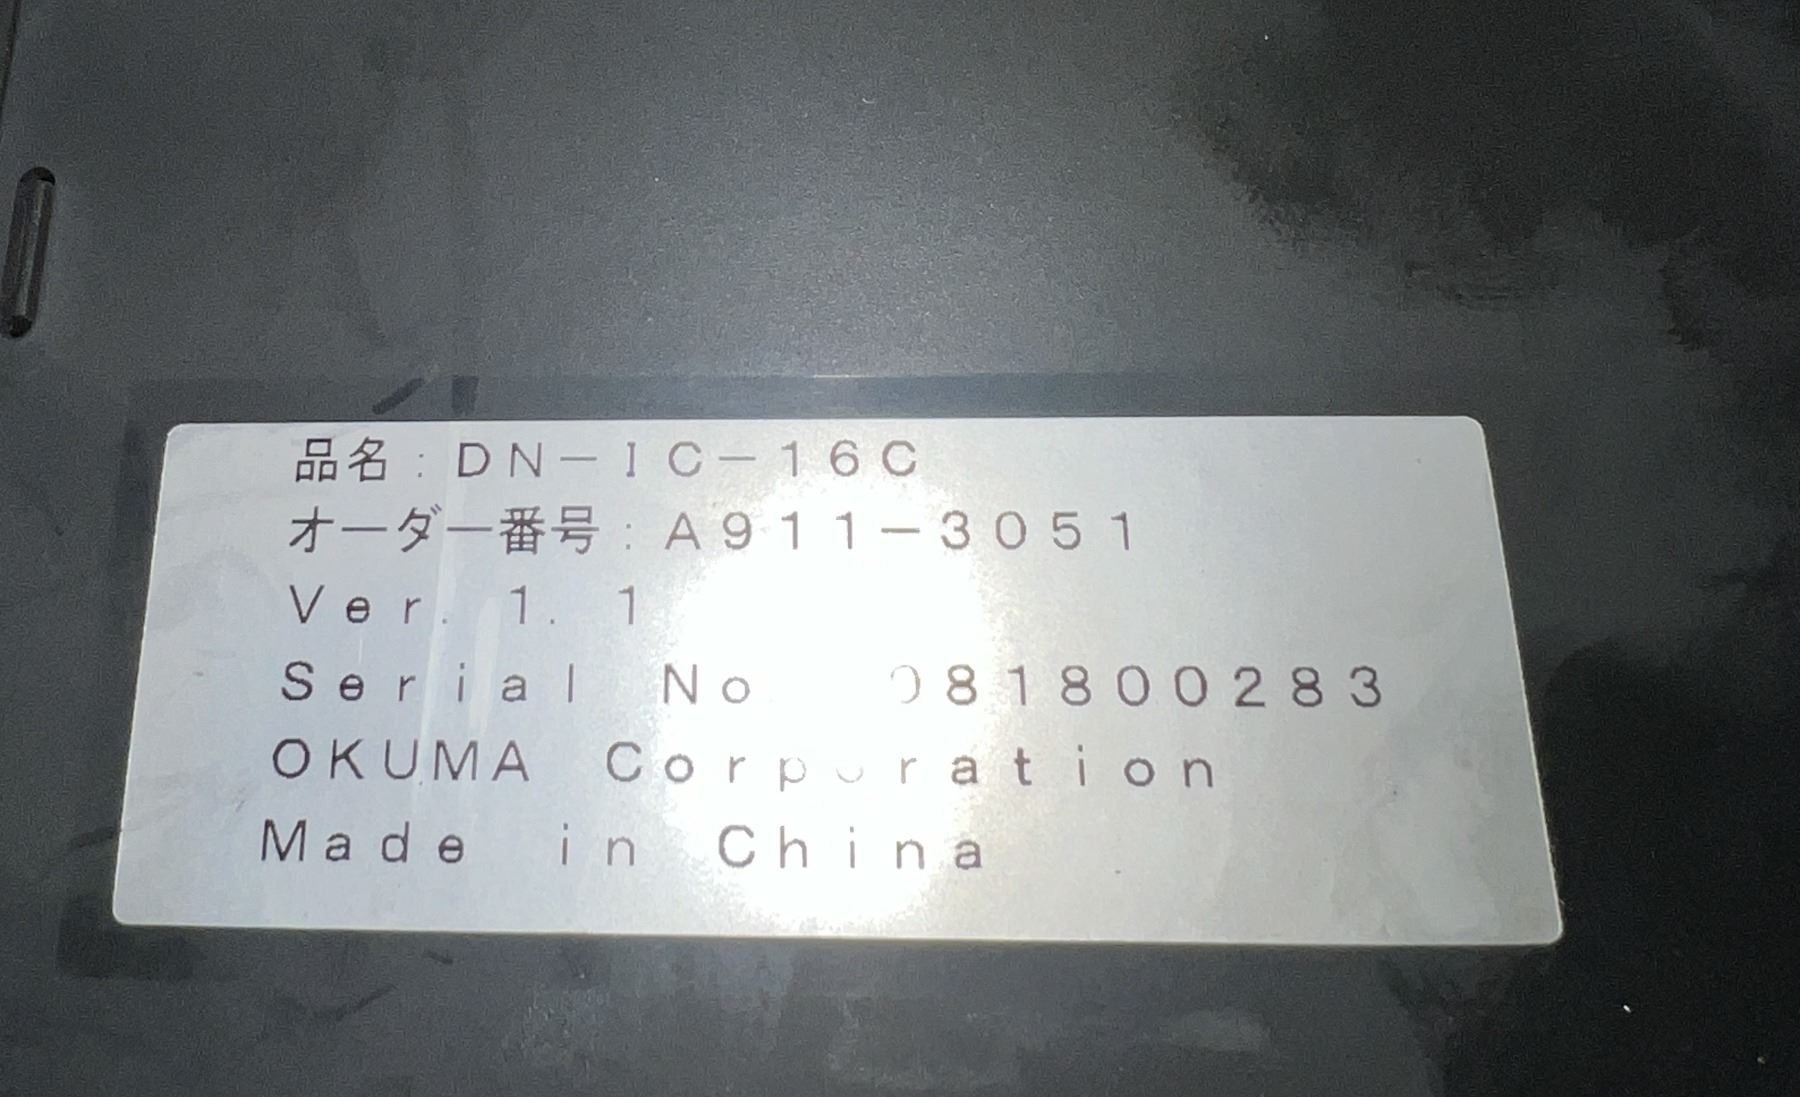 品名:DN-IC-16C
オーダー番号:A911-3051
Ver. 1. 1
Serial No
OKUMA Corporation
Made in China